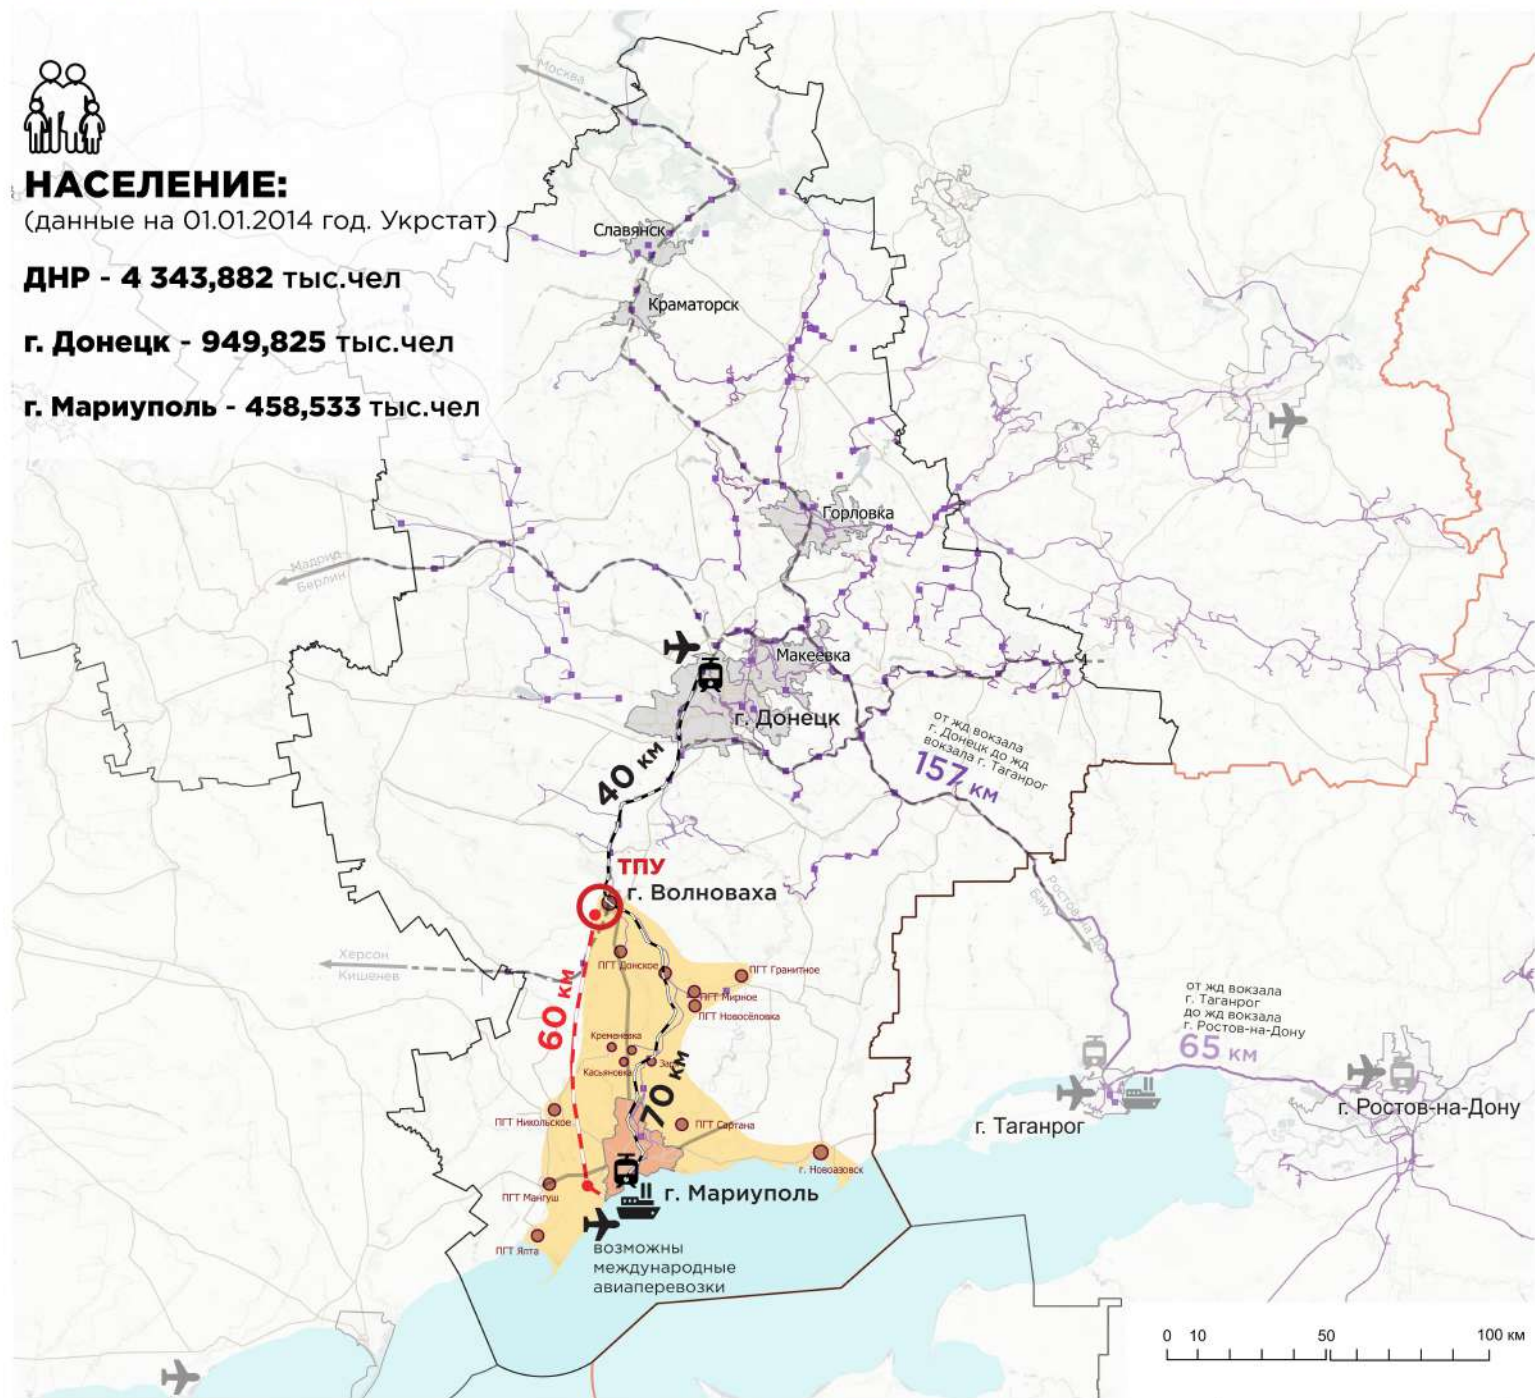 НАСЕЛЕНИЕ:
(данные на 01.01.2014 год. Укрстат)
ДНР - 4 343,882 тыс.чел
г. Донецк - 949,825 тыс.чел
г. Мариуполь - 458,533 тыс.чел
Москва
Славянск
Краматорск
Горловка
Мадрид
Берлин
Макеевка
г. Донецк
от жд вокзала
г. Донецк до жд
вокзала г. Таганрог
157 км
40 км
ТПУ
г. Волноваха
Ростов на Дону
Баку
Херсон
Кишенев
ПГТ Донское
ПГТ Гранитное
ПГТ Мирное
ПГТ Новосёловка
60 км
Кременевка
Касьяновка
70 км
от жд вокзала
г. Таганрог
до жд вокзала
г. Ростов-на-Дону
65 км
ПГТ Никольское
ПГТ Сартана
г. Таганрог
г. Ростов-на-Дону
г. Новоазовск
ПГТ Мангуш
г. Мариуполь
ПГТ Ялта
возможны
международные
авиаперевозки
0 10 50 100 км